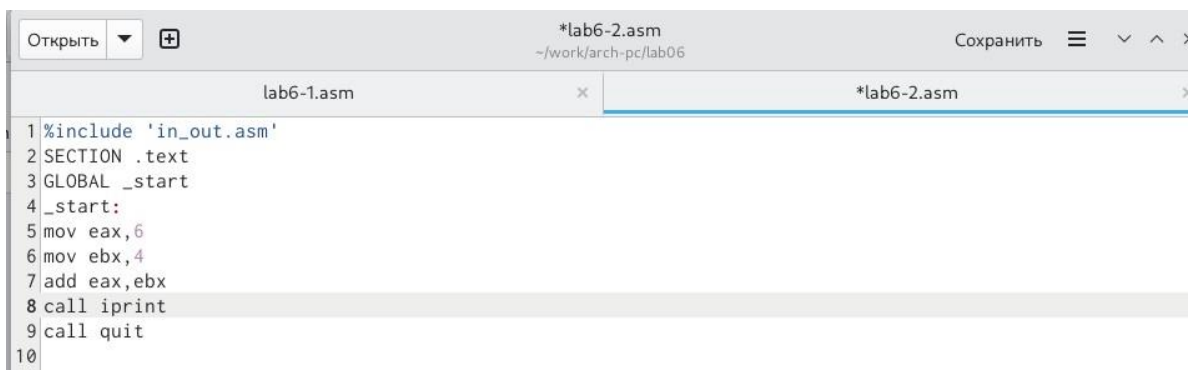 Открыть
*lab6-2.asm
~/work/arch-pc/lab06
Сохранить
lab6-1.asm
*lab6-2.asm
1 %include 'in_out.asm'
2 SECTION .text
3 GLOBAL _start
4 _start:
5 mov eax,6
6 mov ebx,4
7 add eax,ebx
8 call iprint
9 call quit
10